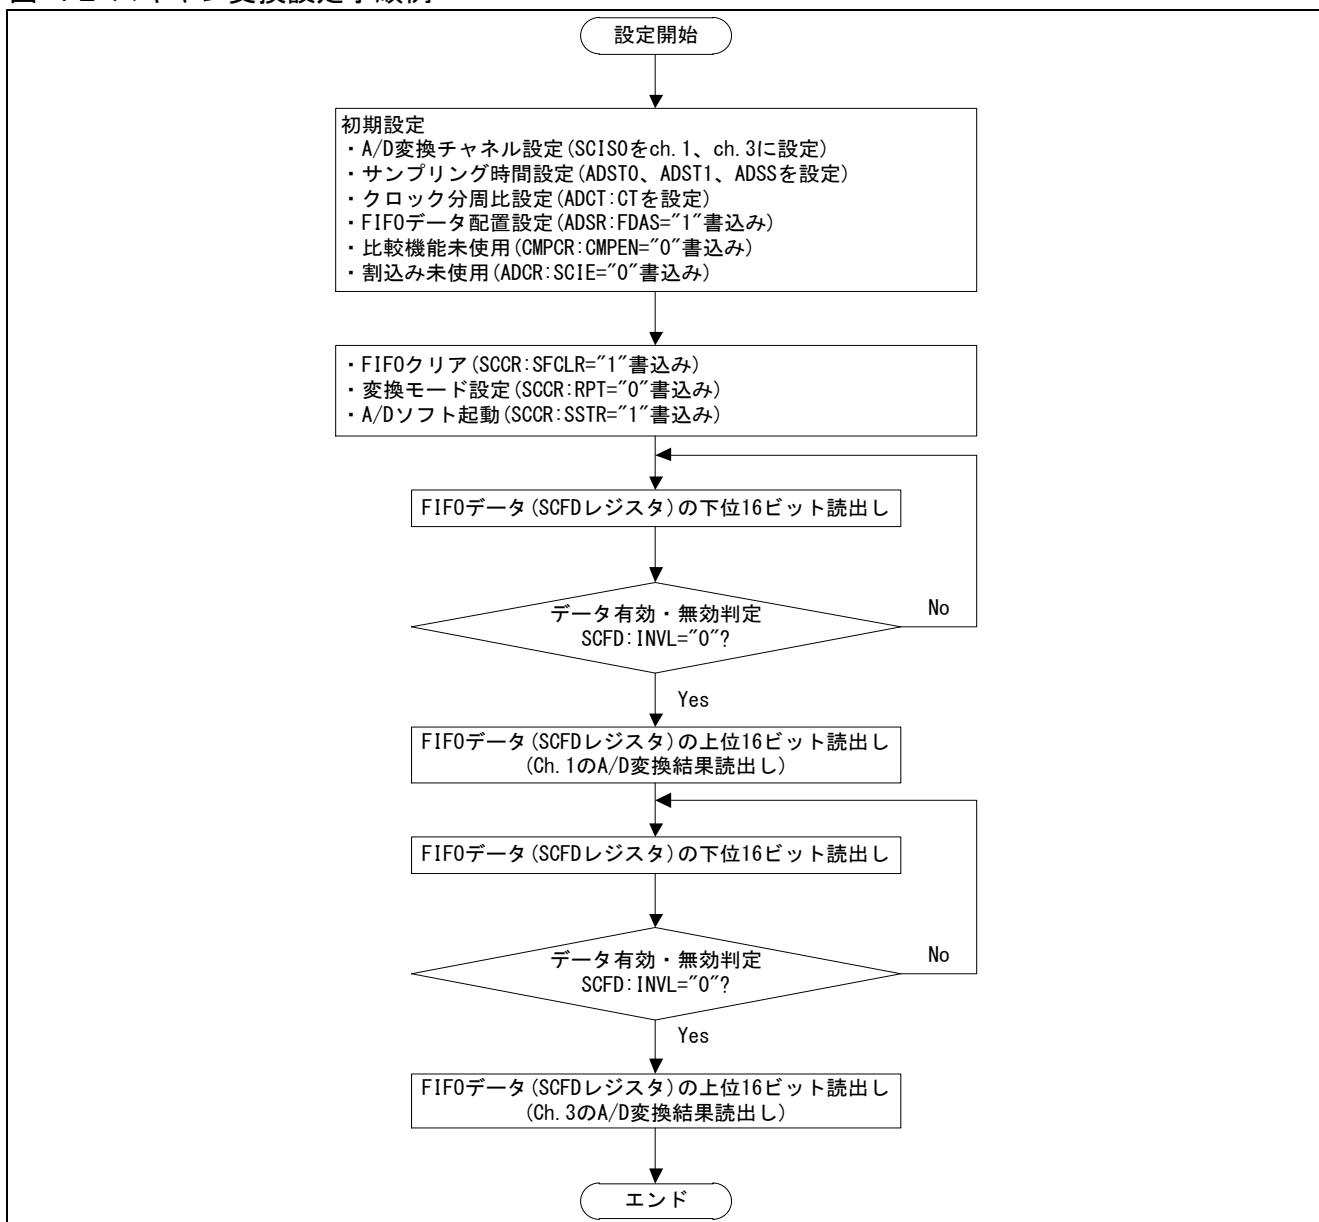 設定開始
初期設定
・A/D変換チャネル設定(SCIS0をch.1、ch.3に設定)
・サンプリング時間設定(ADST0、ADST1、ADSSを設定)
・クロック分周比設定(ADCT:CTを設定)
・FIFOデータ配置設定(ADSR:FDAS="1"書込み)
・比較機能未使用(CMPCR:CMPEN="0"書込み)
・割込み未使用(ADCR:SCIE="0"書込み)
・FIFOクリア(SCCR:SFCLR="1"書込み)
・変換モード設定(SCCR:RPT="0"書込み)
・A/Dソフト起動(SCCR:SSTR="1"書込み)
FIFOデータ(SCFDレジスタ)の下位16ビット読出し
データ有効・無効判定
SCFD:INVL="0"?
No
Yes
FIFOデータ(SCFDレジスタ)の上位16ビット読出し
(Ch.1のA/D変換結果読出し)
FIFOデータ(SCFDレジスタ)の下位16ビット読出し
データ有効・無効判定
SCFD:INVL="0"?
No
Yes
FIFOデータ(SCFDレジスタ)の上位16ビット読出し
(Ch.3のA/D変換結果読出し)
エンド